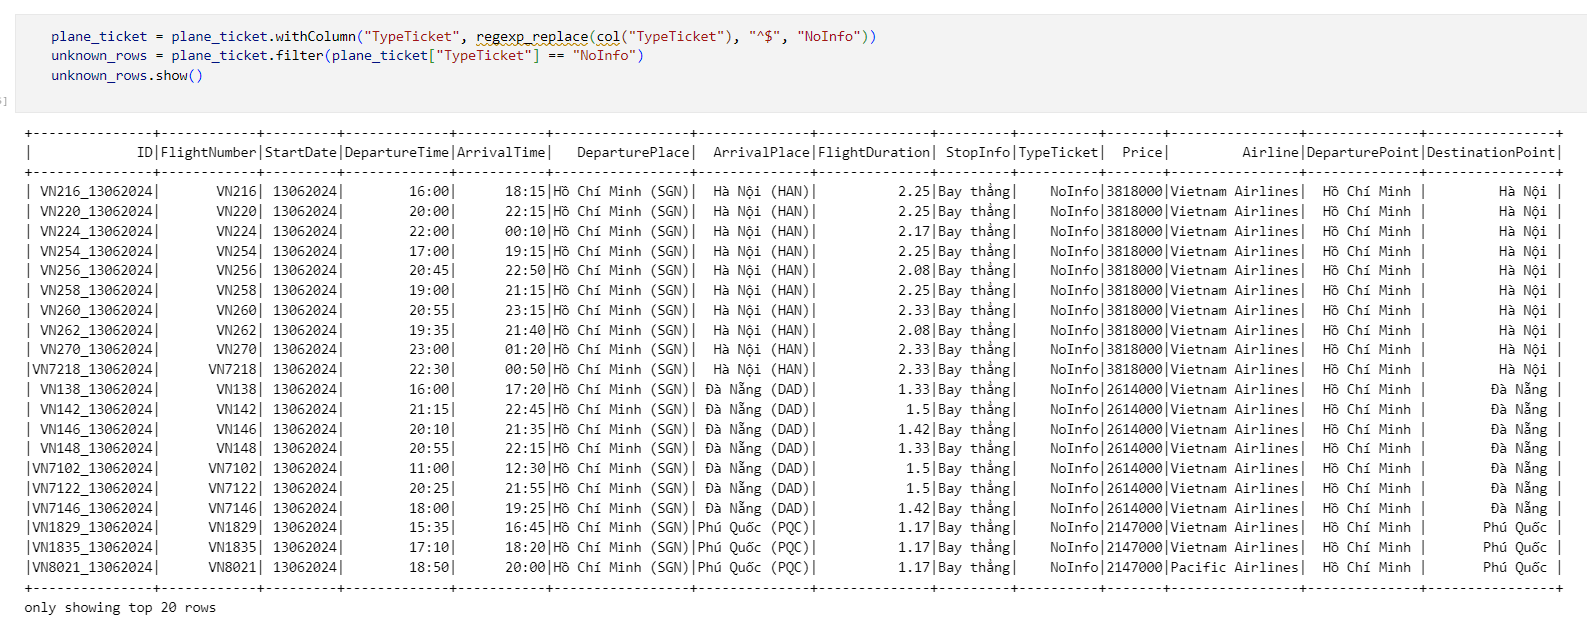 plane_ticket = plane_ticket.withColumn("TypeTicket", regexp_replace(col("TypeTicket"), "^$", "NoInfo"))
unknown_rows = plane_ticket.filter(plane_ticket["TypeTicket"] == "NoInfo")
unknown_rows.show()
+---------------+------------+---------+-------------+-----------+-----------------+--------------+--------------+---------+----------+-------+----------------+--------------+----------------+
|             ID|FlightNumber|StartDate|DepartureTime|ArrivalTime|   DeparturePlace|  ArrivalPlace|FlightDuration| StopInfo|TypeTicket|  Price|         Airline|DeparturePoint|DestinationPoint|
+---------------+------------+---------+-------------+-----------+-----------------+--------------+--------------+---------+----------+-------+----------------+--------------+----------------+
| VN216_13062024|       VN216| 13062024|        16:00|      18:15|Hồ Chí Minh (SGN)|  Hà Nội (HAN)|          2.25|Bay thẳng|    NoInfo|3818000|Vietnam Airlines|  Hồ Chí Minh |         Hà Nội |
| VN220_13062024|       VN220| 13062024|        20:00|      22:15|Hồ Chí Minh (SGN)|  Hà Nội (HAN)|          2.25|Bay thẳng|    NoInfo|3818000|Vietnam Airlines|  Hồ Chí Minh |         Hà Nội |
| VN224_13062024|       VN224| 13062024|        22:00|      00:10|Hồ Chí Minh (SGN)|  Hà Nội (HAN)|          2.17|Bay thẳng|    NoInfo|3818000|Vietnam Airlines|  Hồ Chí Minh |         Hà Nội |
| VN254_13062024|       VN254| 13062024|        17:00|      19:15|Hồ Chí Minh (SGN)|  Hà Nội (HAN)|          2.25|Bay thẳng|    NoInfo|3818000|Vietnam Airlines|  Hồ Chí Minh |         Hà Nội |
| VN256_13062024|       VN256| 13062024|        20:45|      22:50|Hồ Chí Minh (SGN)|  Hà Nội (HAN)|          2.08|Bay thẳng|    NoInfo|3818000|Vietnam Airlines|  Hồ Chí Minh |         Hà Nội |
| VN258_13062024|       VN258| 13062024|        19:00|      21:15|Hồ Chí Minh (SGN)|  Hà Nội (HAN)|          2.25|Bay thẳng|    NoInfo|3818000|Vietnam Airlines|  Hồ Chí Minh |         Hà Nội |
| VN260_13062024|       VN260| 13062024|        20:55|      23:15|Hồ Chí Minh (SGN)|  Hà Nội (HAN)|          2.33|Bay thẳng|    NoInfo|3818000|Vietnam Airlines|  Hồ Chí Minh |         Hà Nội |
| VN262_13062024|       VN262| 13062024|        19:35|      21:40|Hồ Chí Minh (SGN)|  Hà Nội (HAN)|          2.08|Bay thẳng|    NoInfo|3818000|Vietnam Airlines|  Hồ Chí Minh |         Hà Nội |
| VN270_13062024|       VN270| 13062024|        23:00|      01:20|Hồ Chí Minh (SGN)|  Hà Nội (HAN)|          2.33|Bay thẳng|    NoInfo|3818000|Vietnam Airlines|  Hồ Chí Minh |         Hà Nội |
|VN7218_13062024|      VN7218| 13062024|        22:30|      00:50|Hồ Chí Minh (SGN)|  Hà Nội (HAN)|          2.33|Bay thẳng|    NoInfo|3818000|Vietnam Airlines|  Hồ Chí Minh |         Hà Nội |
| VN138_13062024|       VN138| 13062024|        16:00|      17:20|Hồ Chí Minh (SGN)| Đà Nẵng (DAD)|          1.33|Bay thẳng|    NoInfo|2614000|Vietnam Airlines|  Hồ Chí Minh |        Đà Nẵng |
| VN142_13062024|       VN142| 13062024|        21:15|      22:45|Hồ Chí Minh (SGN)| Đà Nẵng (DAD)|           1.5|Bay thẳng|    NoInfo|2614000|Vietnam Airlines|  Hồ Chí Minh |        Đà Nẵng |
| VN146_13062024|       VN146| 13062024|        20:10|      21:35|Hồ Chí Minh (SGN)| Đà Nẵng (DAD)|          1.42|Bay thẳng|    NoInfo|2614000|Vietnam Airlines|  Hồ Chí Minh |        Đà Nẵng |
| VN148_13062024|       VN148| 13062024|        20:55|      22:15|Hồ Chí Minh (SGN)| Đà Nẵng (DAD)|          1.33|Bay thẳng|    NoInfo|2614000|Vietnam Airlines|  Hồ Chí Minh |        Đà Nẵng |
|VN7102_13062024|      VN7102| 13062024|        11:00|      12:30|Hồ Chí Minh (SGN)| Đà Nẵng (DAD)|           1.5|Bay thẳng|    NoInfo|2614000|Vietnam Airlines|  Hồ Chí Minh |        Đà Nẵng |
|VN7122_13062024|      VN7122| 13062024|        20:25|      21:55|Hồ Chí Minh (SGN)| Đà Nẵng (DAD)|           1.5|Bay thẳng|    NoInfo|2614000|Vietnam Airlines|  Hồ Chí Minh |        Đà Nẵng |
|VN7146_13062024|      VN7146| 13062024|        18:00|      19:25|Hồ Chí Minh (SGN)| Đà Nẵng (DAD)|          1.42|Bay thẳng|    NoInfo|2614000|Vietnam Airlines|  Hồ Chí Minh |        Đà Nẵng |
|VN1829_13062024|      VN1829| 13062024|        15:35|      16:45|Hồ Chí Minh (SGN)|Phú Quốc (PQC)|          1.17|Bay thẳng|    NoInfo|2147000|Vietnam Airlines|  Hồ Chí Minh |       Phú Quốc |
|VN1835_13062024|      VN1835| 13062024|        17:10|      18:20|Hồ Chí Minh (SGN)|Phú Quốc (PQC)|          1.17|Bay thẳng|    NoInfo|2147000|Vietnam Airlines|  Hồ Chí Minh |       Phú Quốc |
|VN8021_13062024|      VN8021| 13062024|        18:50|      20:00|Hồ Chí Minh (SGN)|Phú Quốc (PQC)|          1.17|Bay thẳng|    NoInfo|2147000|Pacific Airlines|  Hồ Chí Minh |       Phú Quốc |
+---------------+------------+---------+-------------+-----------+-----------------+--------------+--------------+---------+----------+-------+----------------+--------------+----------------+
only showing top 20 rows